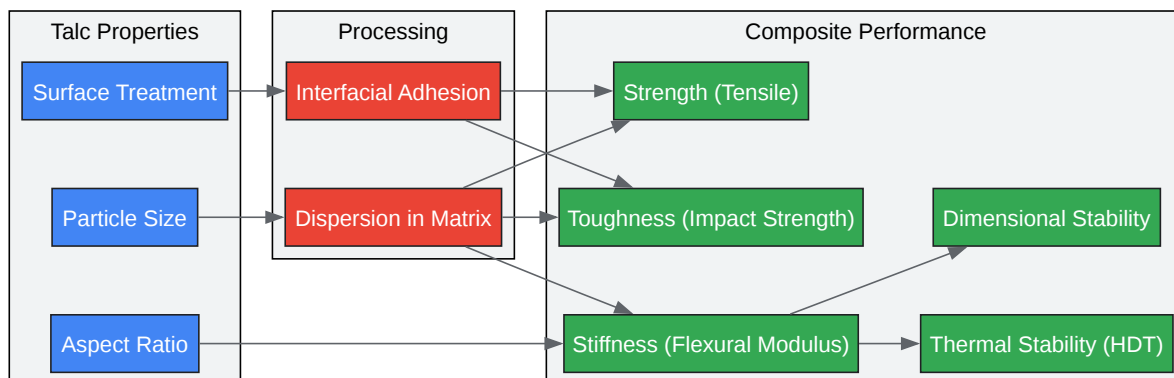 Talc Properties
Processing
Composite Performance
Surface Treatment
Interfacial Adhesion
Strength (Tensile)
Particle Size
Dispersion in Matrix
Toughness (Impact Strength)
Dimensional Stability
Aspect Ratio
Stiffness (Flexural Modulus)
Thermal Stability (HDT)